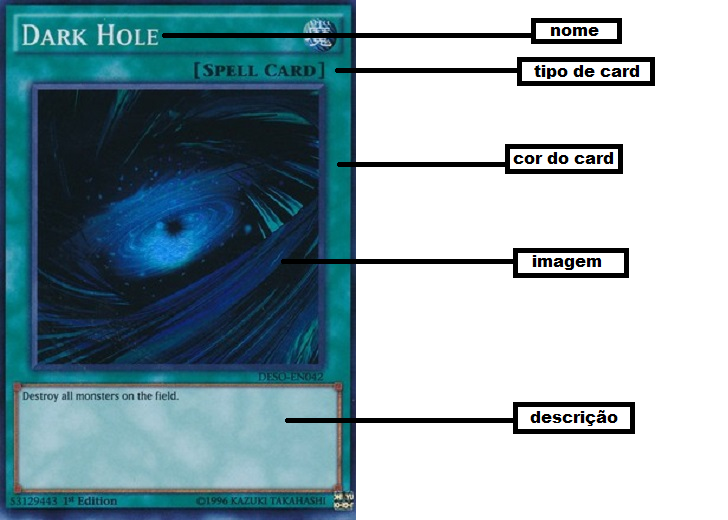 DARK HOLE
nome
[SPELL CARD]
tipo de card
cor do card
imagem
DESO-EN042
Destroy all monsters on the field.
descrição
53129443 1st Edition
©1996 KAZUKI TAKAHASHI